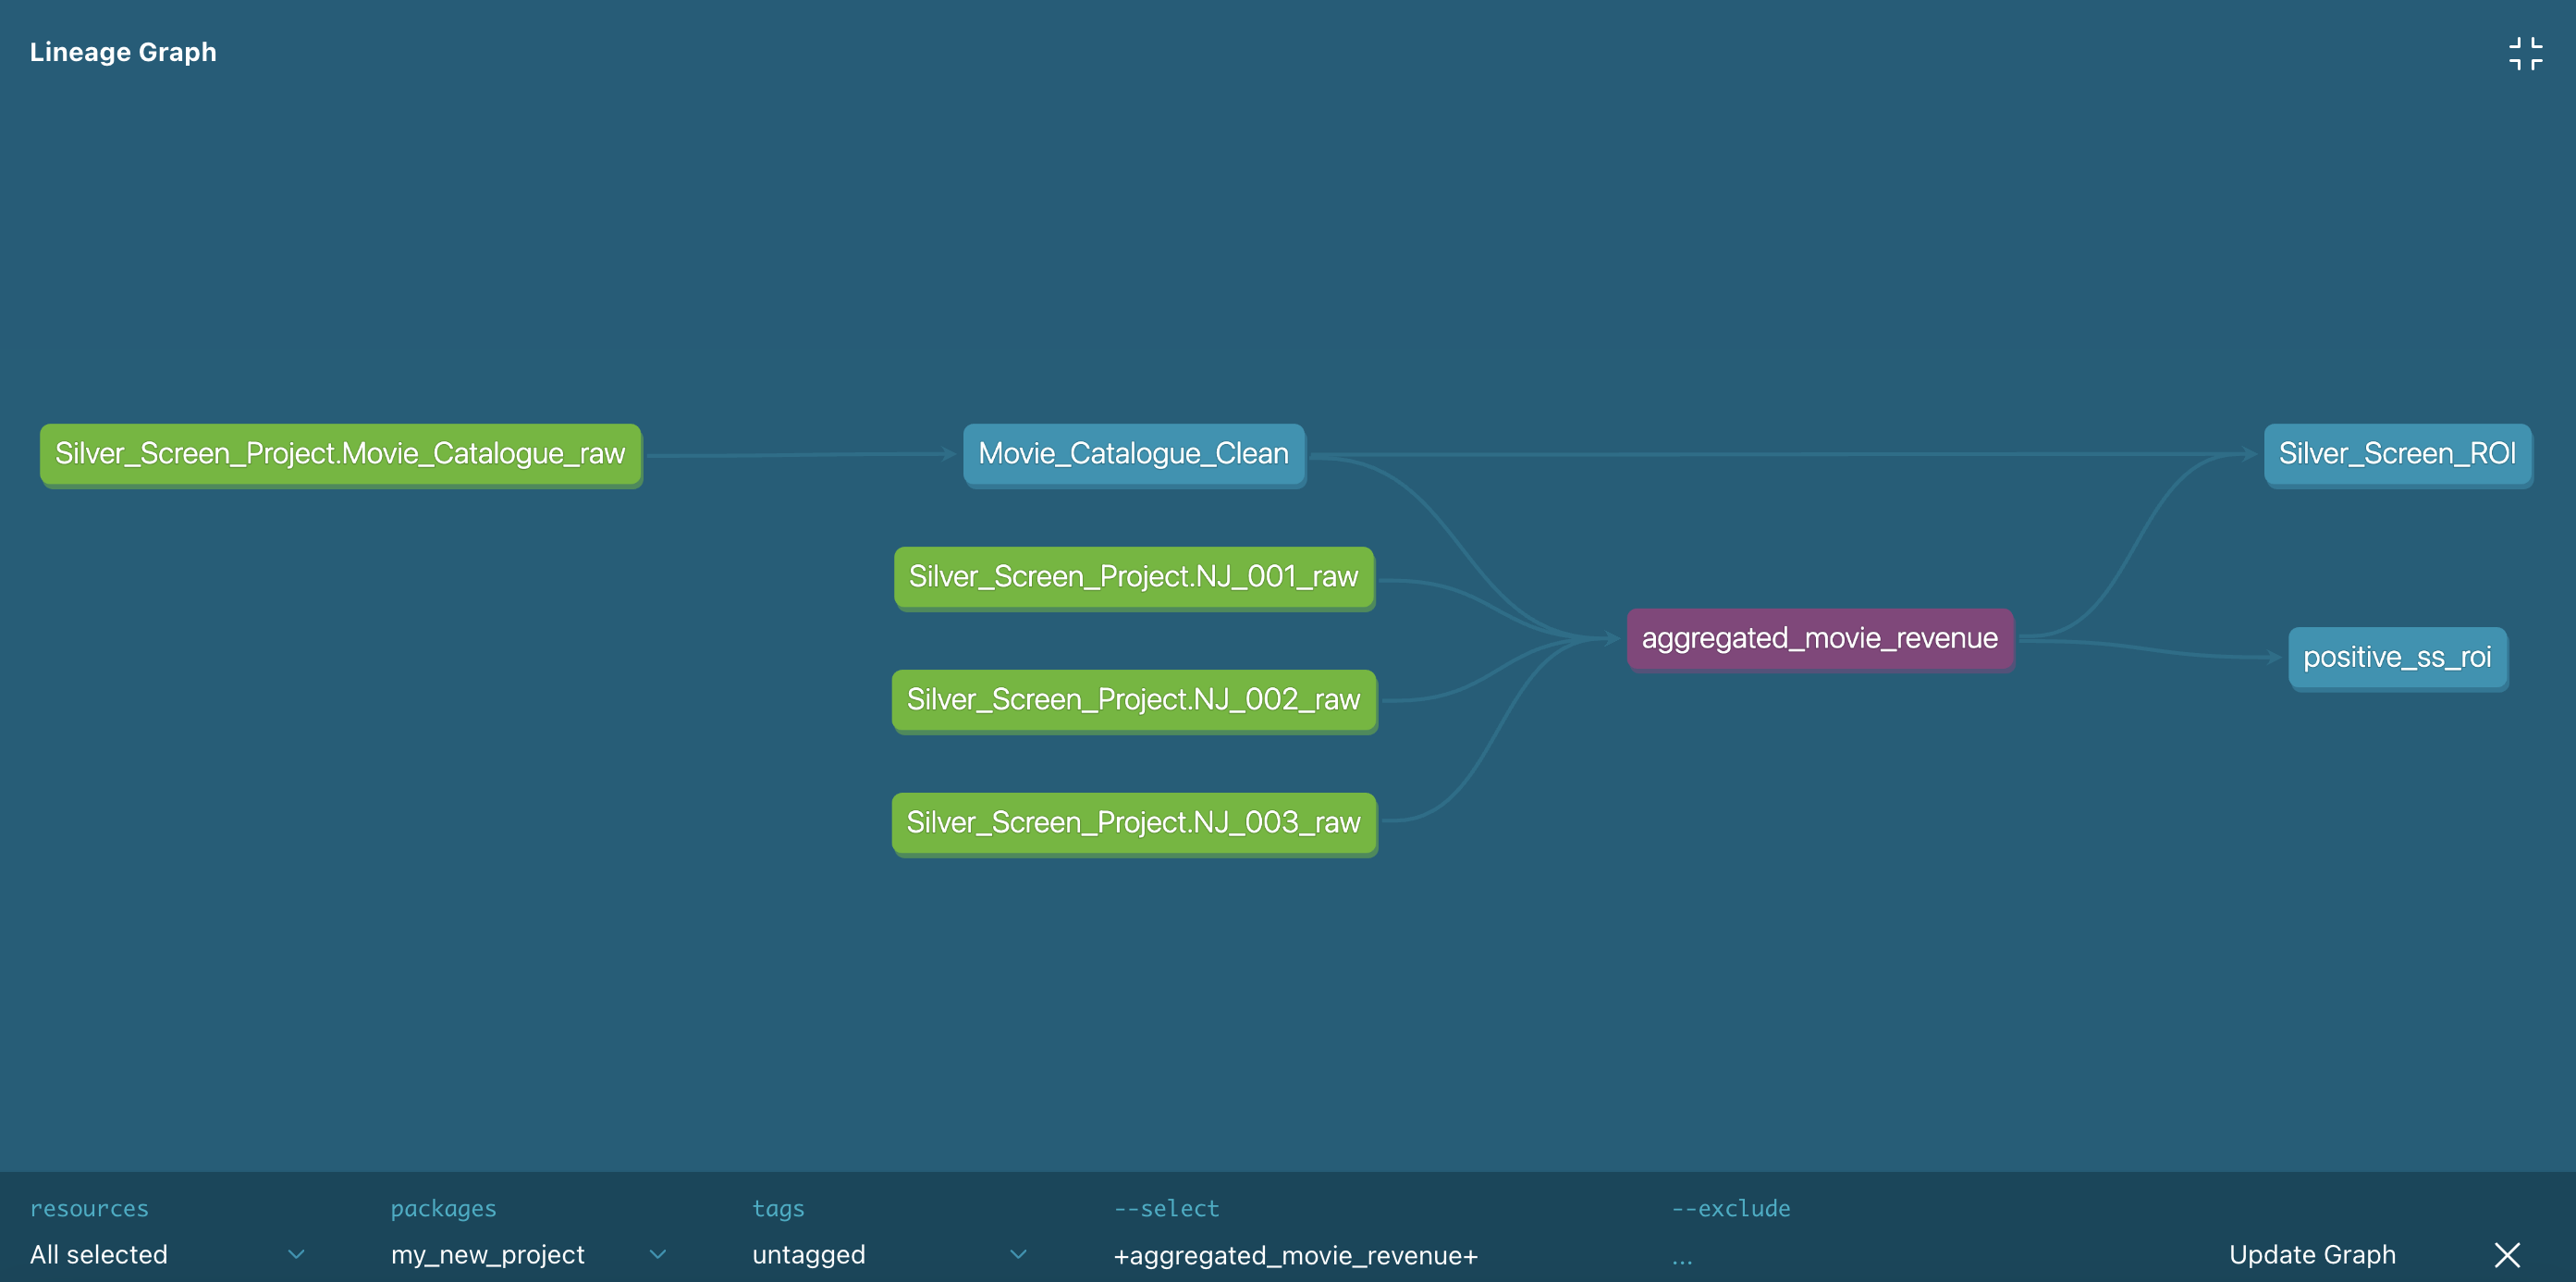 Lineage Graph
Silver_Screen_Project.Movie_Catalogue_raw
Movie_Catalogue_Clean
Silver_Screen_ROI
Silver_Screen_Project.NJ_001_raw
aggregated_movie_revenue
positive_ss_roi
Silver_Screen_Project.NJ_002_raw
Silver_Screen_Project.NJ_003_raw
resources
packages
tags
--select
--exclude
All selected
my_new_project
untagged
+aggregated_movie_revenue+
...
Update Graph